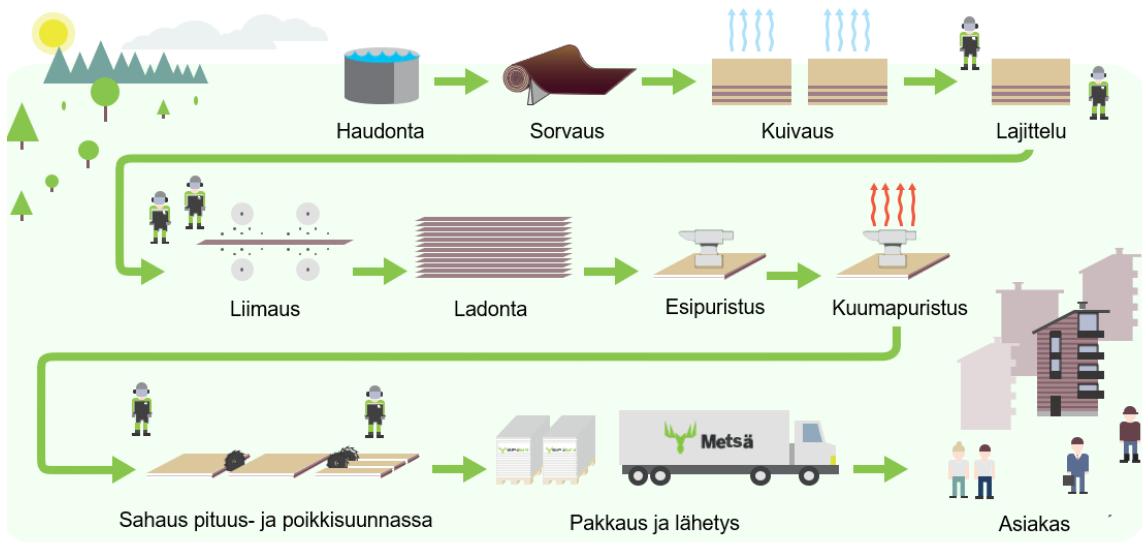 Haudonta
Sorvaus
Kuivaus
Lajittelu
Liimaus
Ladonta
Esipuristus
Kuumapuristus
Metsä
Sahaus pituus- ja poikkisuunnassa
Pakkaus ja lähetys
Asiakas